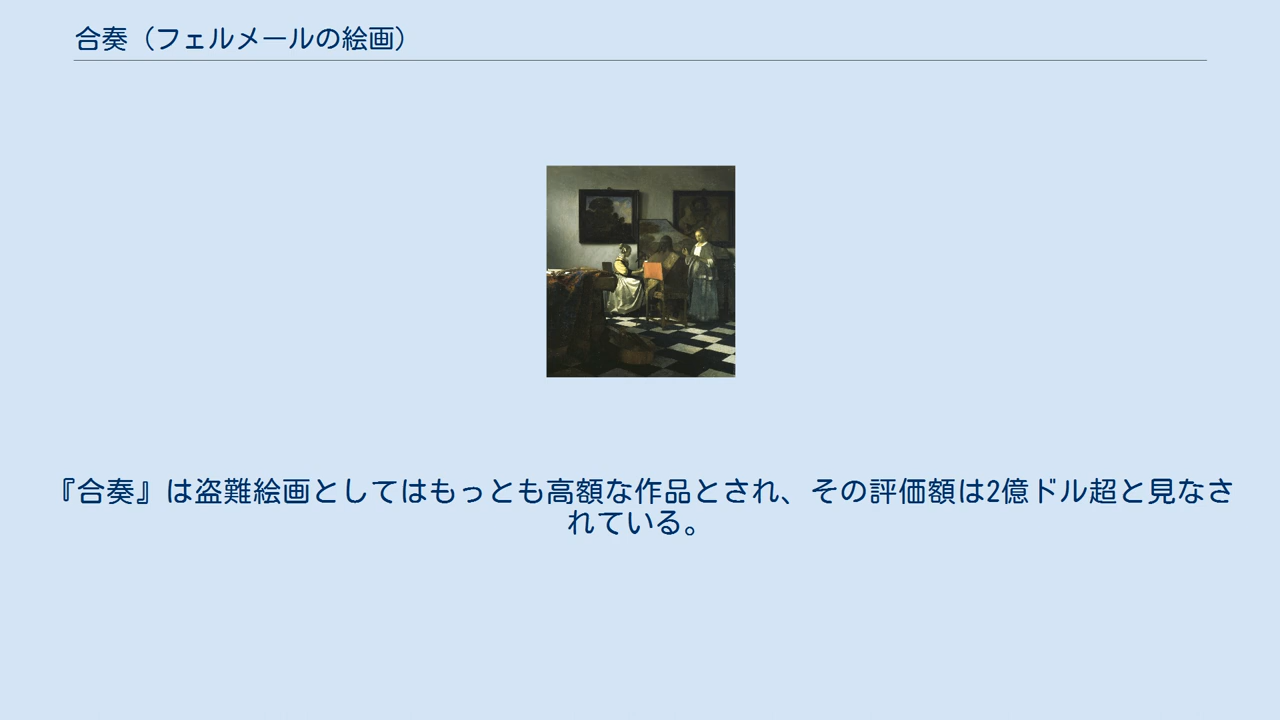 合奏（フェルメールの絵画）
『合奏』は盗難絵画としてはもっとも高額な作品とされ、その評価額は2億ドル超と見なさ
れている。